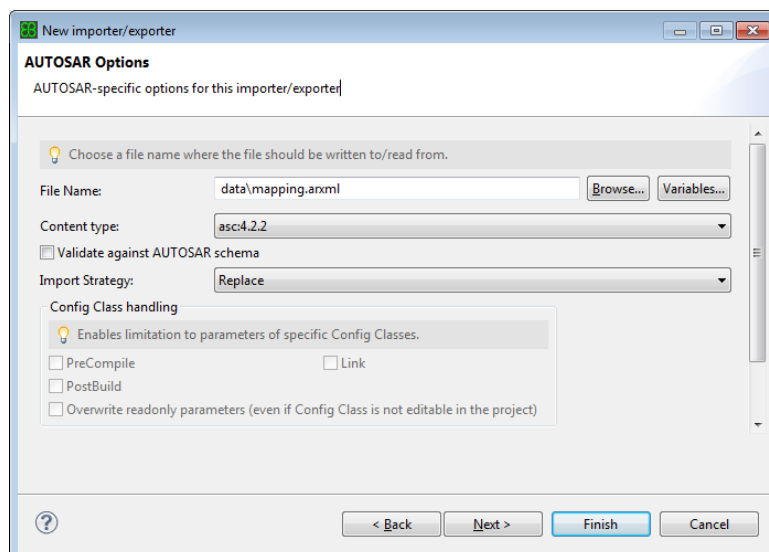 New importer/exporter
AUTOSAR Options
AUTOSAR-specific options for this importer/exporter
Choose a file name where the file should be written to/read from.
File Name: data\mapping.arxml Browse... Variables...
Content type: asc:4.2.2
Validate against AUTOSAR schema
Import Strategy: Replace
Config Class handling
Enables limitation to parameters of specific Config Classes.
PreCompile Link
PostBuild
Overwrite readonly parameters (even if Config Class is not editable in the project)
? < Back Next > Finish Cancel